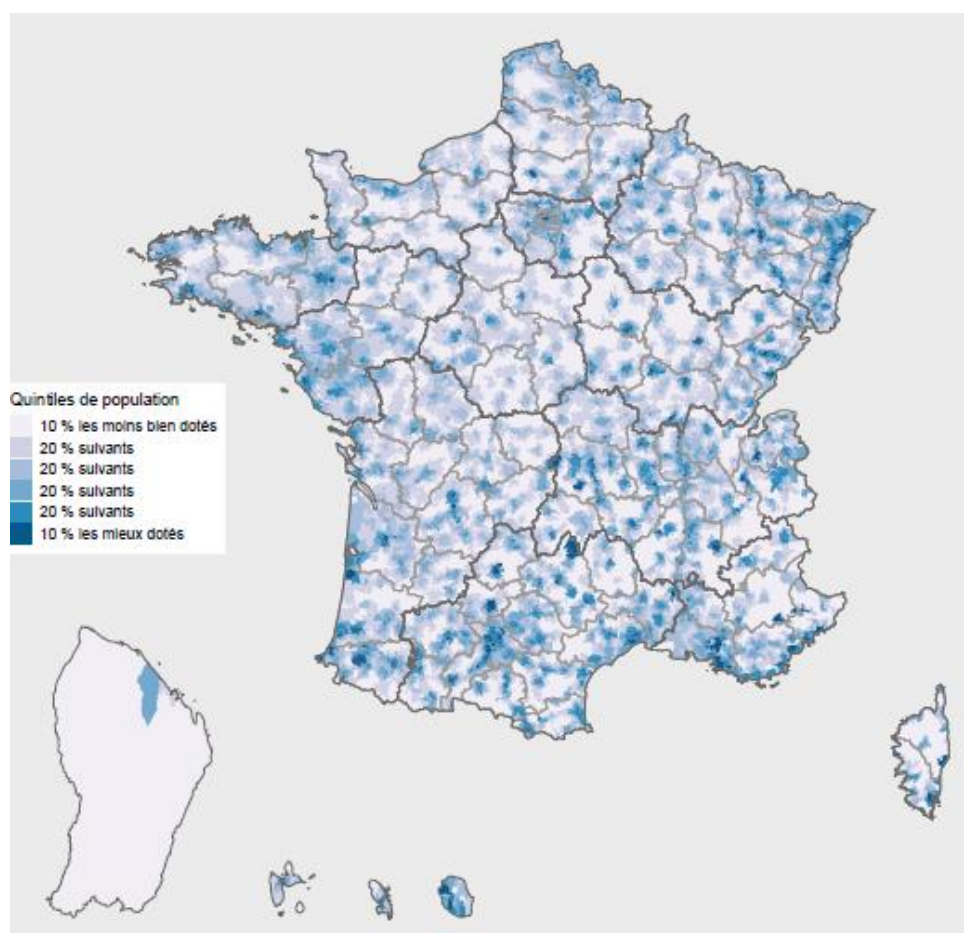 Quintiles de population
10 % les moins bien dotés
20 % suivants
20 % suivants
20 % suivants
20 % suivants
10 % les mieux dotés